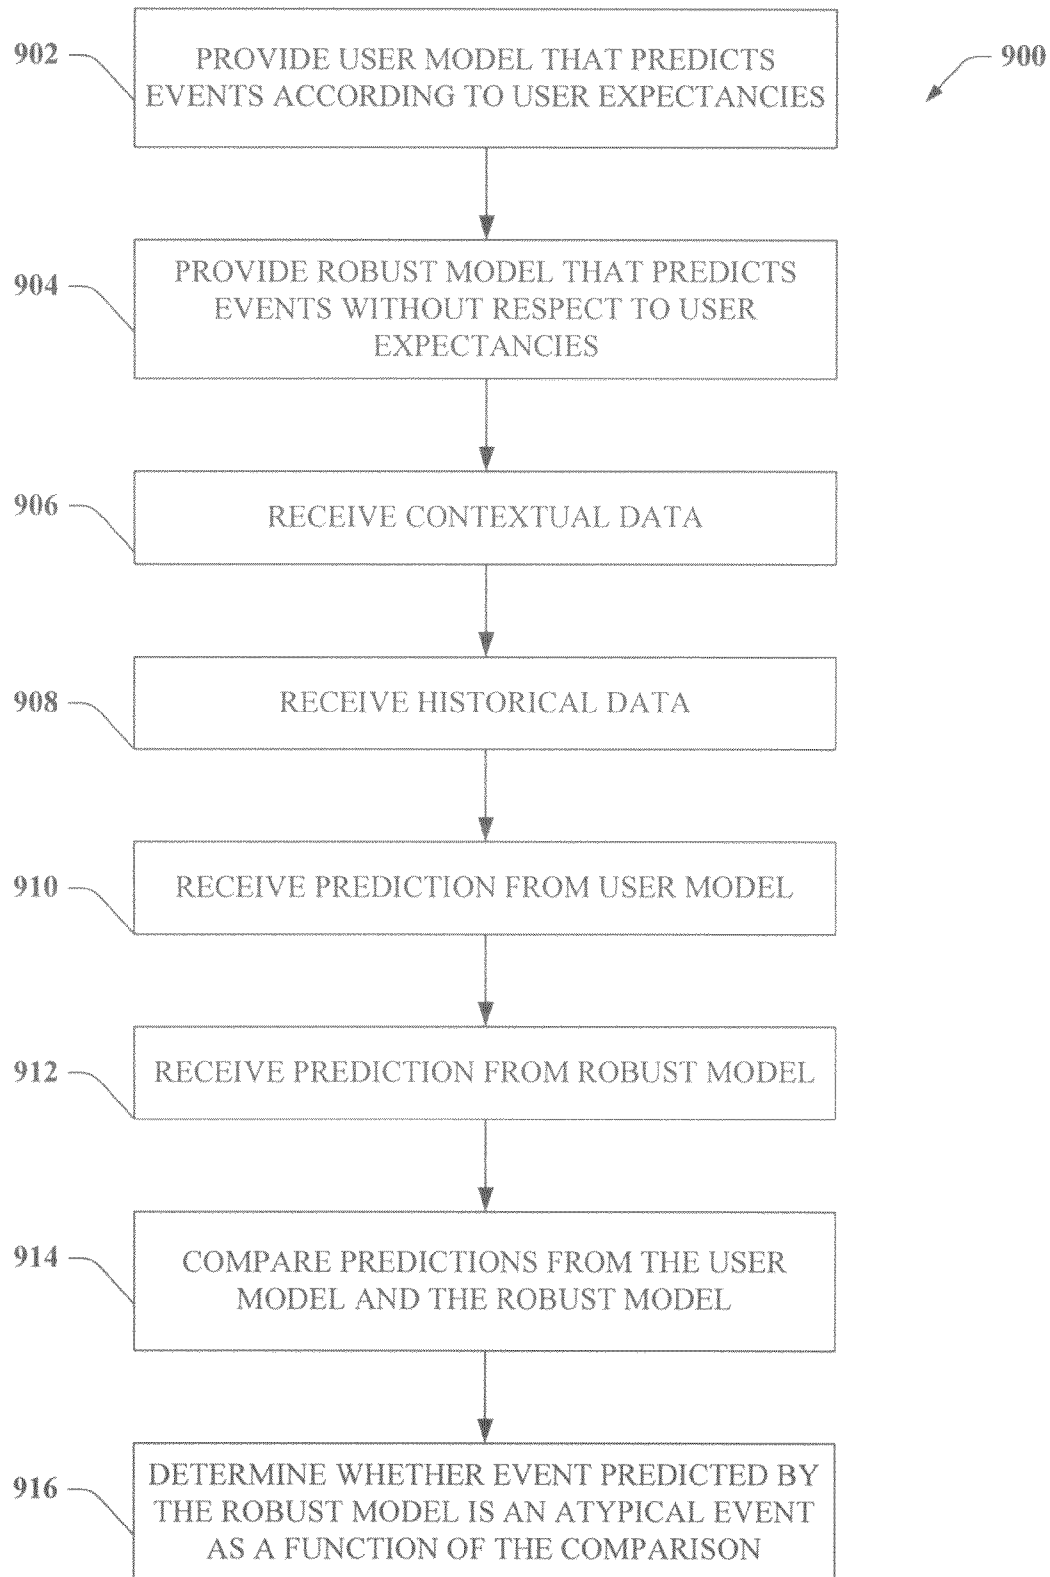 900
902
PROVIDE USER MODEL THAT PREDICTS
EVENTS ACCORDING TO USER EXPECTANCIES
904
PROVIDE ROBUST MODEL THAT PREDICTS
EVENTS WITHOUT RESPECT TO USER
EXPECTANCIES
906
RECEIVE CONTEXTUAL DATA
908
RECEIVE HISTORICAL DATA
910
RECEIVE PREDICTION FROM USER MODEL
912
RECEIVE PREDICTION FROM ROBUST MODEL
914
COMPARE PREDICTIONS FROM THE USER
MODEL AND THE ROBUST MODEL
916
DETERMINE WHETHER EVENT PREDICTED BY
THE ROBUST MODEL IS AN ATYPICAL EVENT
AS A FUNCTION OF THE COMPARISON